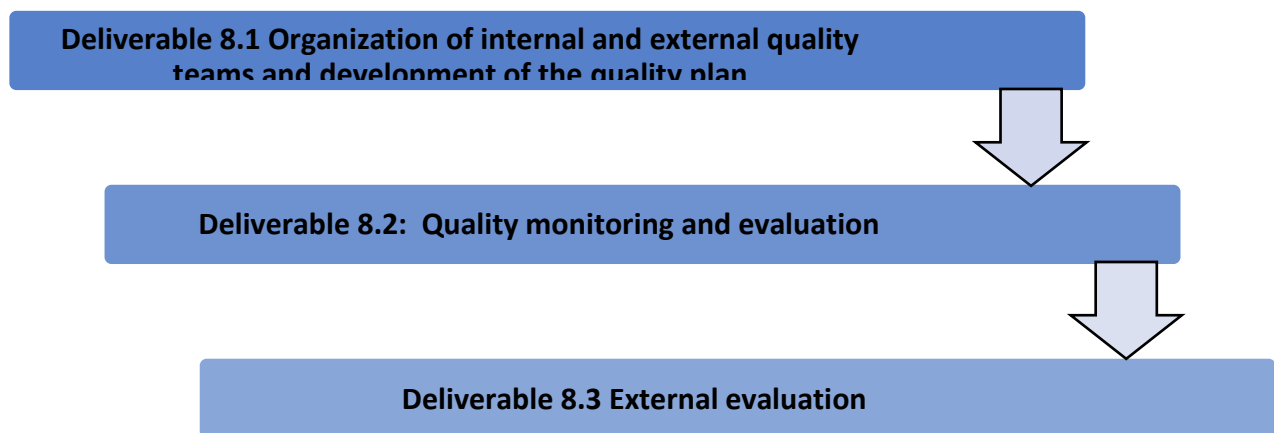 Deliverable 8.1 Organization of internal and external quality
teams and development of the quality plan
Deliverable 8.2: Quality monitoring and evaluation
Deliverable 8.3 External evaluation